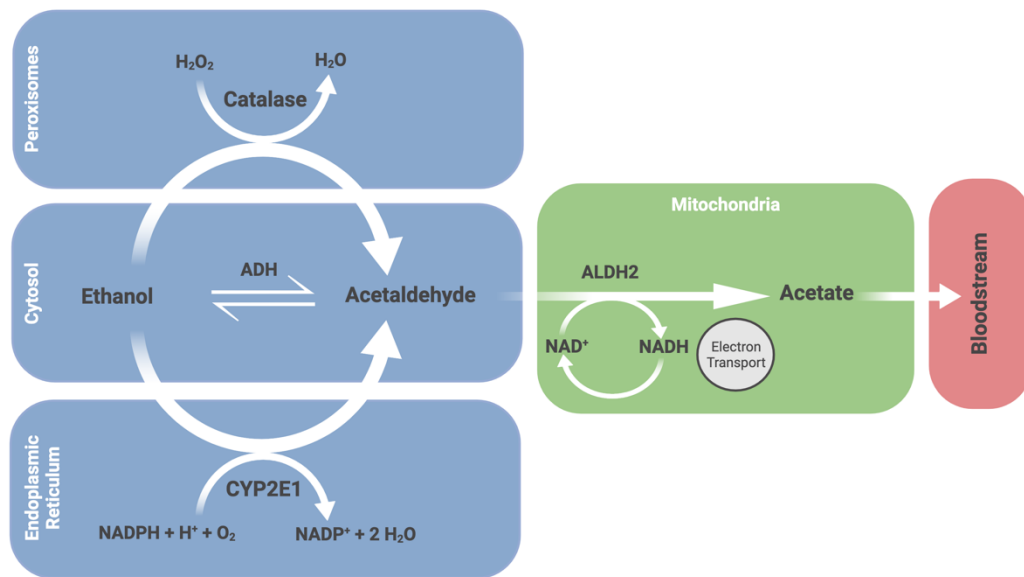 Peroxisomes
H₂O₂
H₂O
Catalase
Cytosol
Ethanol
ADH
Acetaldehyde
Endoplasmic
Reticulum
CYP2E1
NADPH + H⁺ + O₂
NADP⁺ + 2 H₂O
Mitochondria
ALDH2
NAD⁺
NADH
Electron
Transport
Acetate
Bloodstream